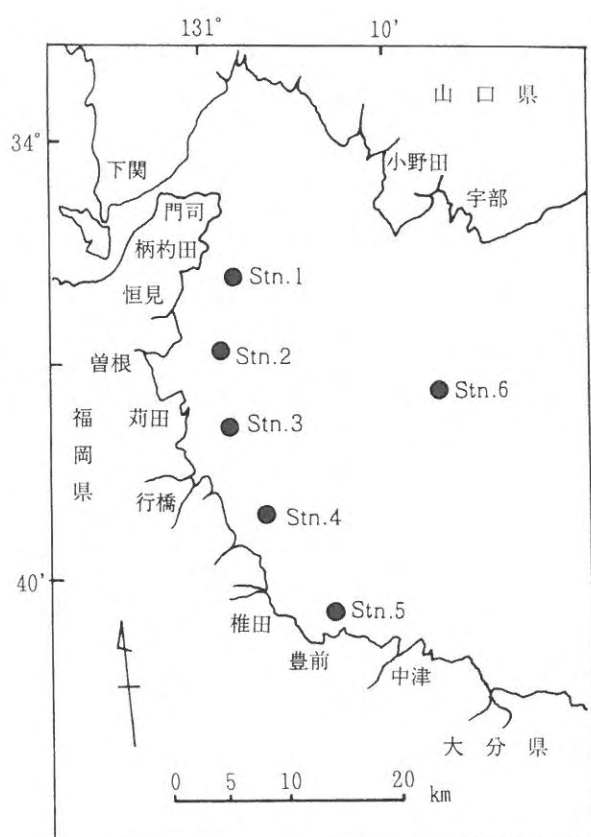 131°
10'
山口県
34°
下関
小野田
宇部
門司
柄杓田
Stn.1
恒見
Stn.2
曽根
Stn.6
苅田
Stn.3
福岡県
行橋
Stn.4
40'
Stn.5
椎田
豊前
中津
大分県
0 5 10 20
km